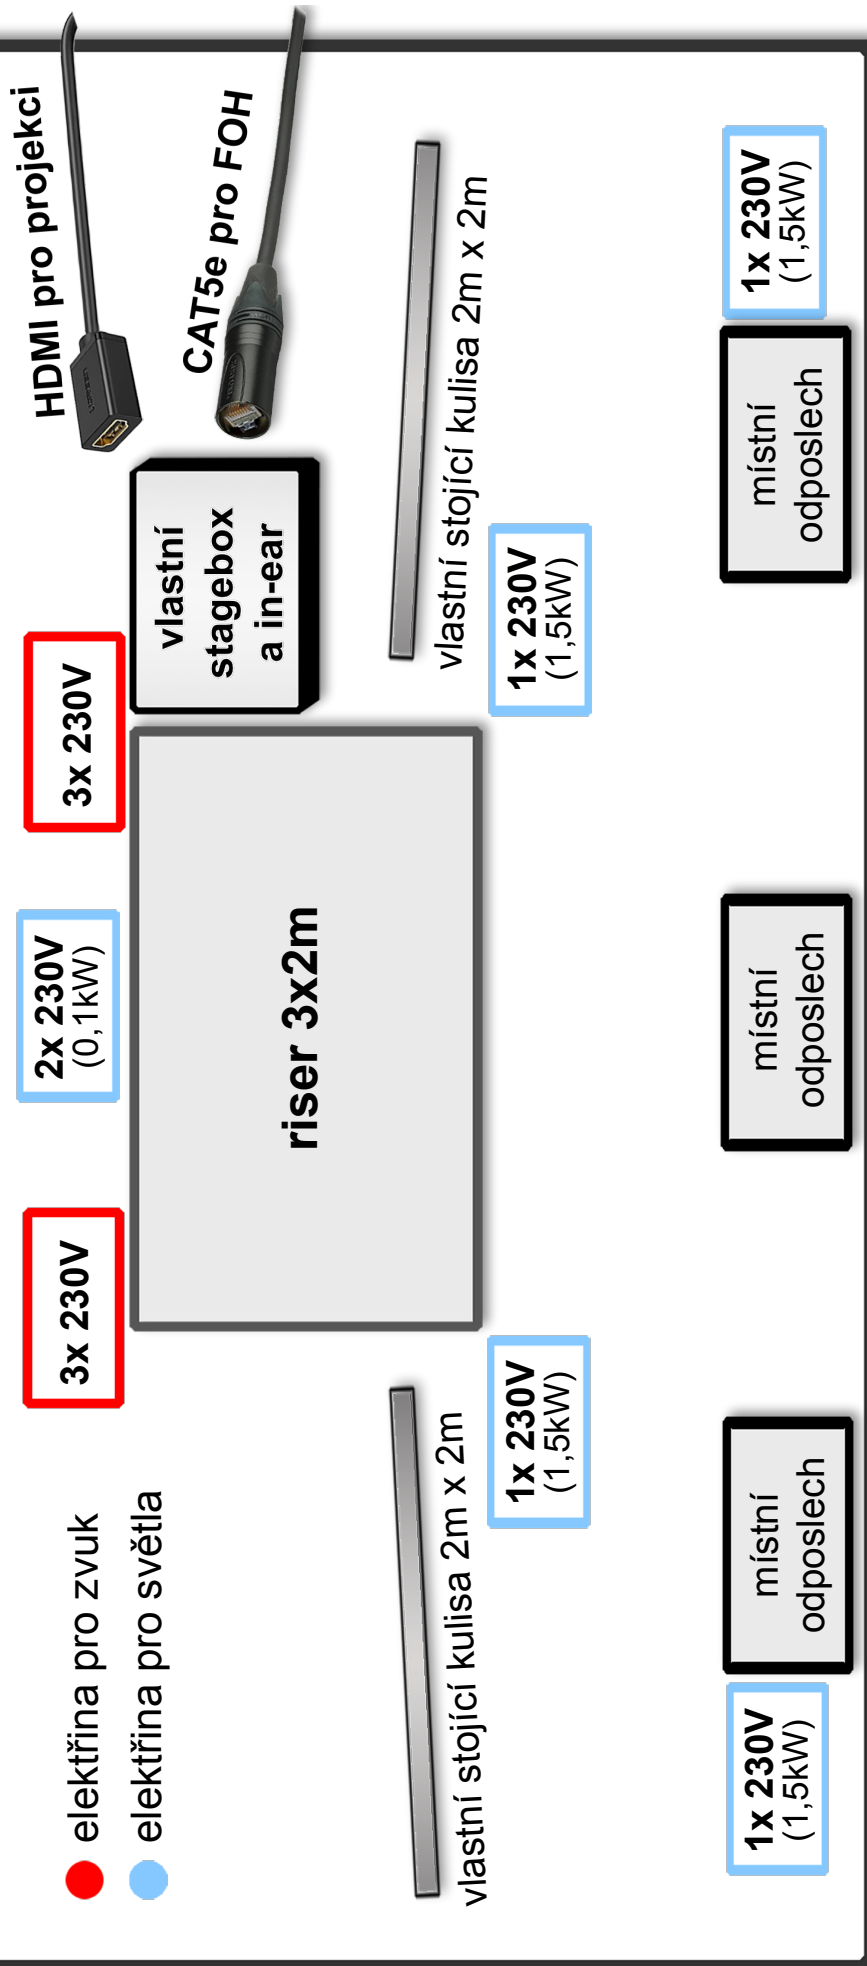 elektřina pro zvuk
elektřina pro světla
3x 230V
2x 230V
(0,1kW)
3x 230V
HDMI pro projekci
CAT5e pro FOH
riser 3x2m
vlastní
stagebox
a in-ear
vlastní stojící kulisa 2m x 2m
vlastní stojící kulisa 2m x 2m
1x 230V
(1,5kW)
1x 230V
(1,5kW)
1x 230V
(1,5kW)
místní
odposlech
místní
odposlech
místní
odposlech
1x 230V
(1,5kW)